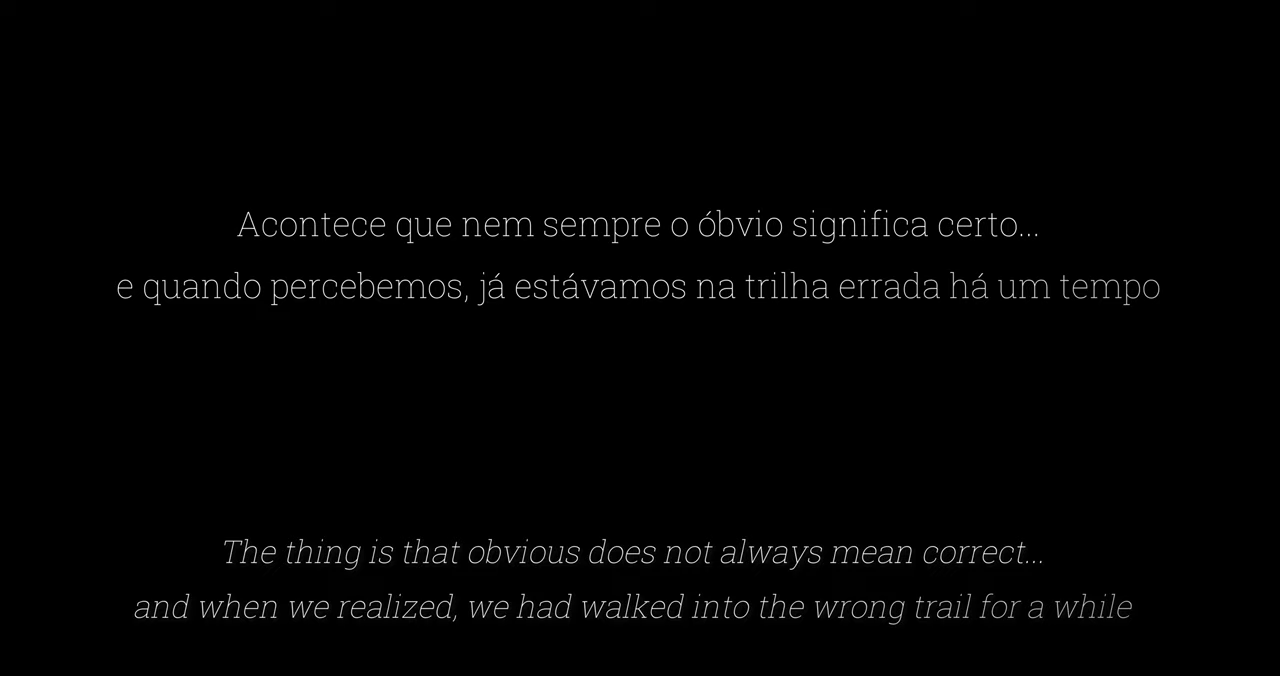 Acontece que nem sempre o óbvio significa certo...
e quando percebemos, já estávamos na trilha errada há um tempo
The thing is that obvious does not always mean correct...
and when we realized, we had walked into the wrong trail for a while